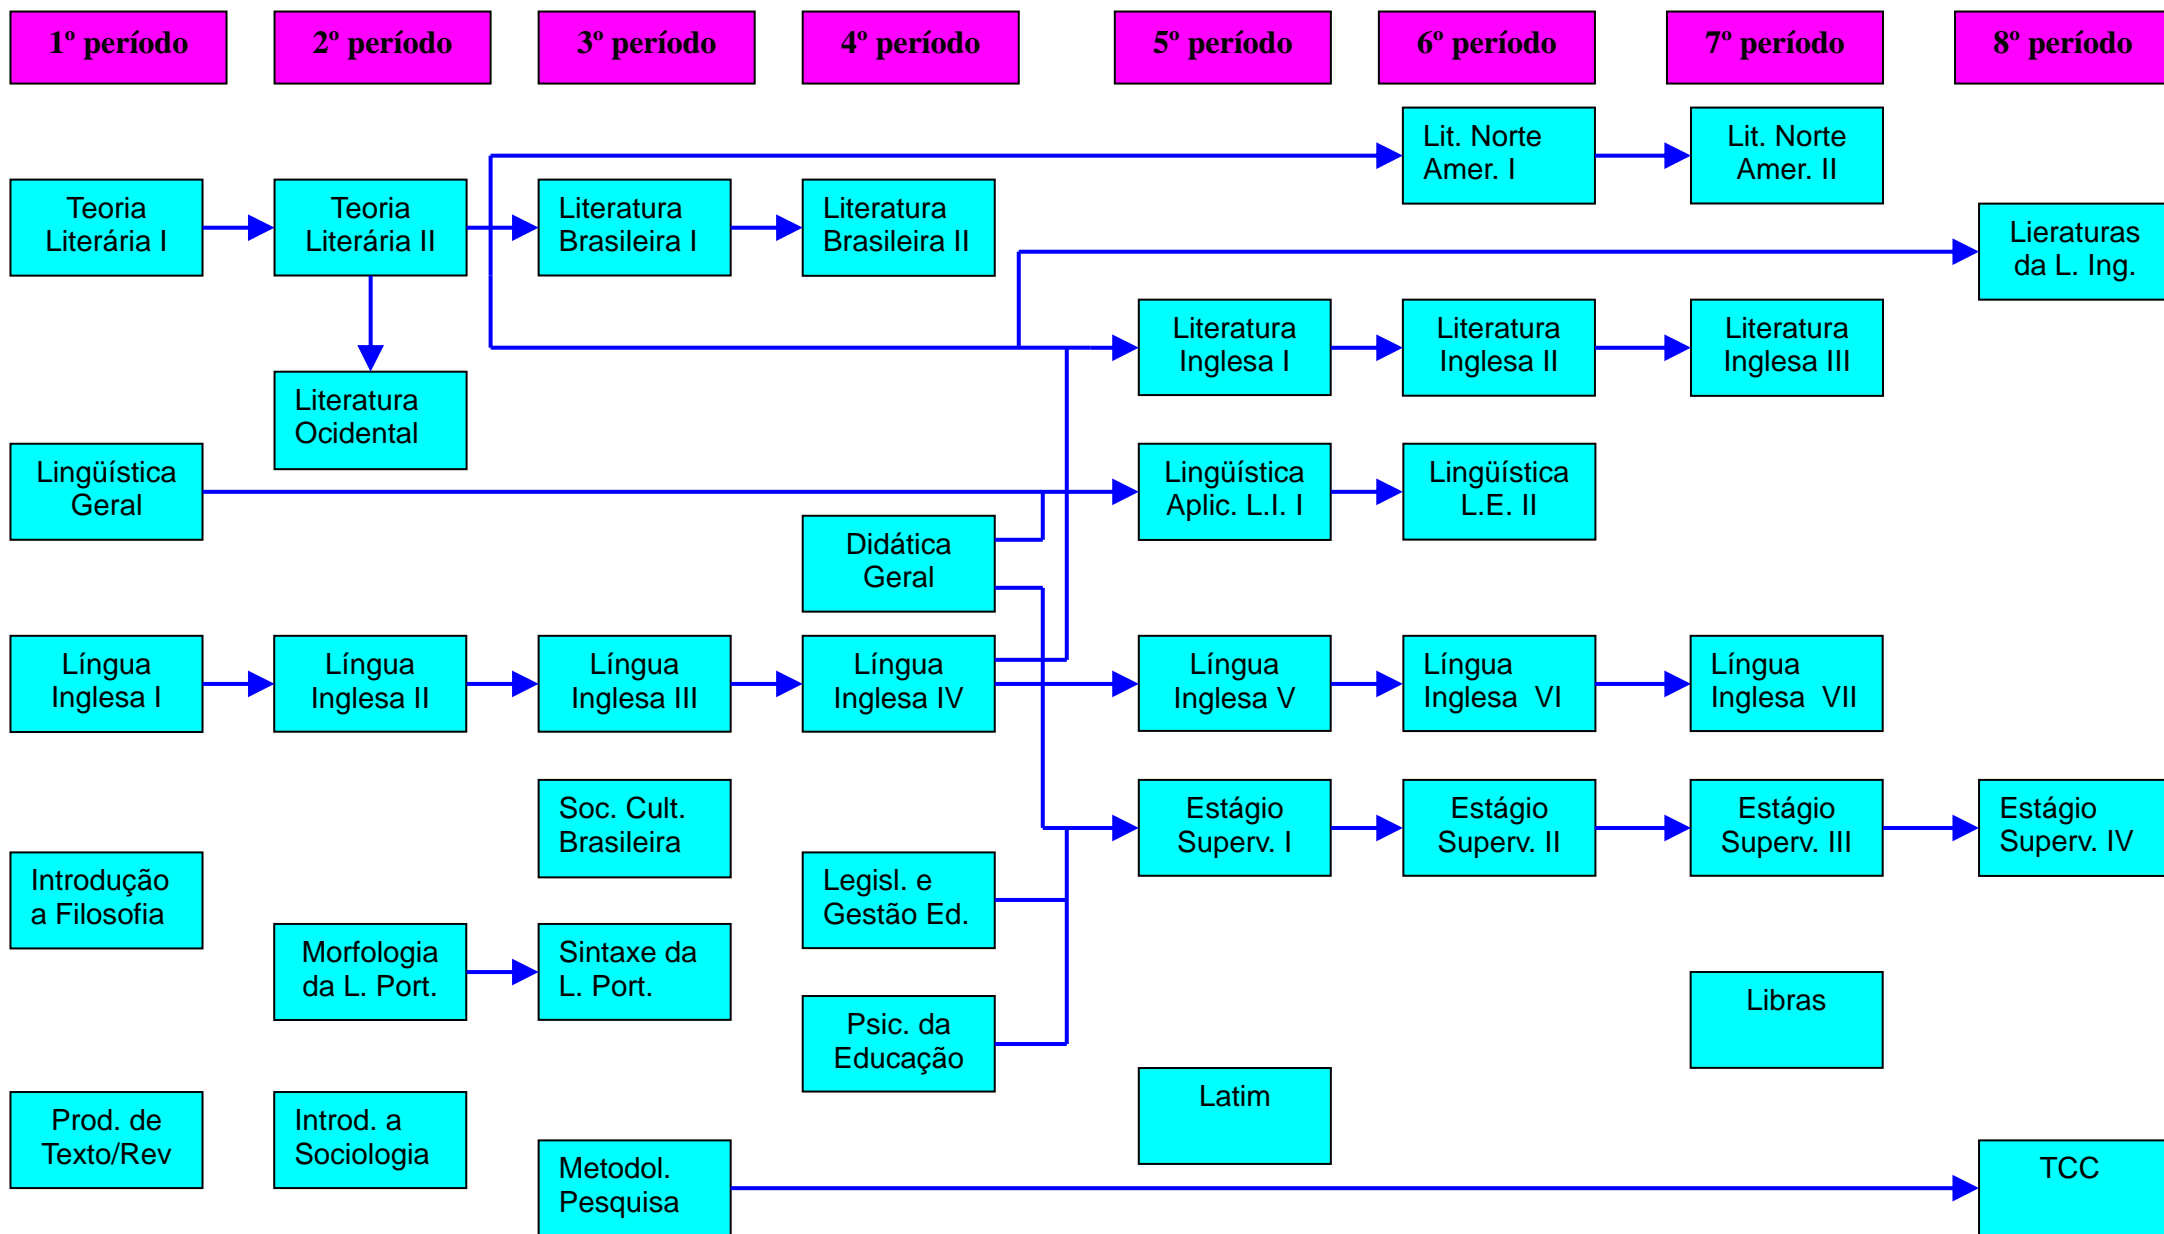 1º período
2º período
3º período
4º período
5º período
6º período
7º período
8º período
Lit. Norte
Amer. I
Lit. Norte
Amer. II
Teoria
Literária I
Teoria
Literária II
Literatura
Brasileira I
Literatura
Brasileira II
Lieraturas
da L. Ing.
Literatura
Inglesa I
Literatura
Inglesa II
Literatura
Inglesa III
Literatura
Ocidental
Lingüística
Geral
Lingüística
Aplic. L.I. I
Lingüística
L.E. II
Didática
Geral
Língua
Inglesa I
Língua
Inglesa II
Língua
Inglesa III
Língua
Inglesa IV
Língua
Inglesa V
Língua
Inglesa  VI
Língua
Inglesa  VII
Soc. Cult.
Brasileira
Estágio
Superv. I
Estágio
Superv. II
Estágio
Superv. III
Estágio
Superv. IV
Introdução
a Filosofia
Legisl. e
Gestão Ed.
Morfologia
da L. Port.
Sintaxe da
L. Port.
Psic. da
Educação
Libras
Latim
Prod. de
Texto/Rev
Introd. a
Sociologia
Metodol.
Pesquisa
TCC